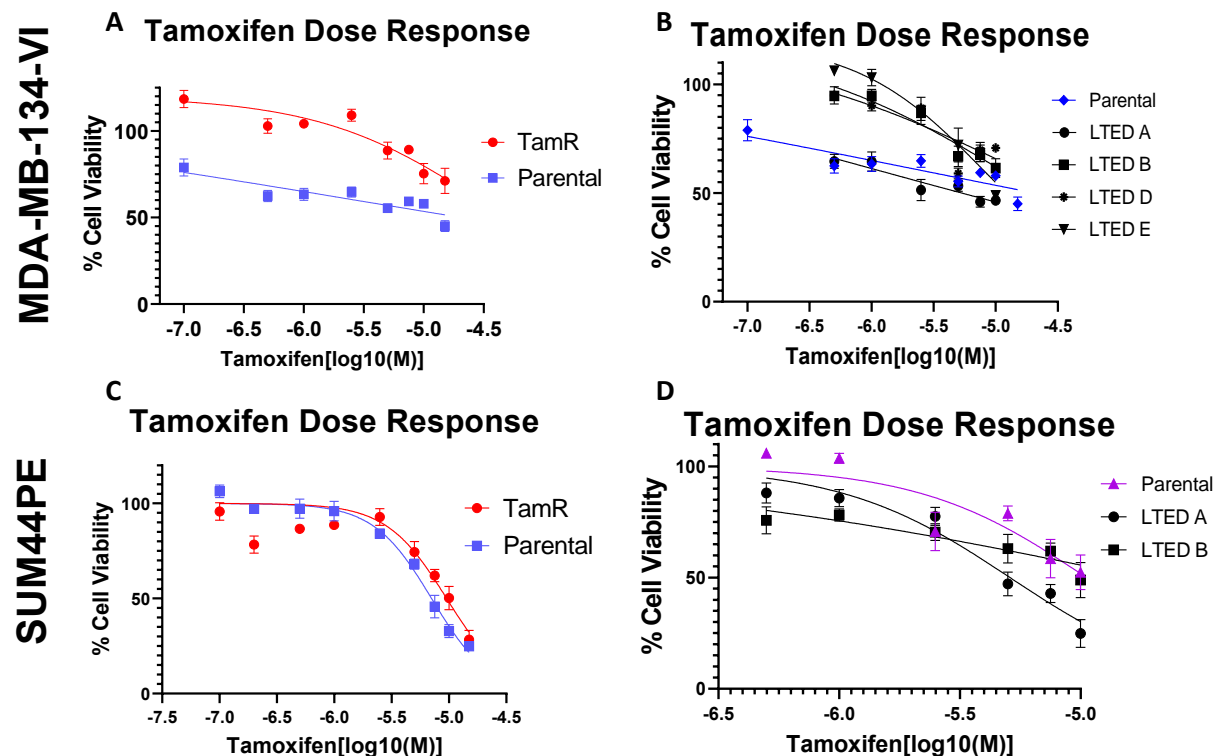 MDA-MB-134-VI
A
Tamoxifen Dose Response
% Cell Viability
100
50
0
-7.0 -6.5 -6.0 -5.5 -5.0 -4.5
Tamoxifen[log10(M)]
TamR
Parental
B
Tamoxifen Dose Response
% Cell Viability
100
50
0
-7.0 -6.5 -6.0 -5.5 -5.0 -4.5
Tamoxifen[log10(M)]
Parental
LTED A
LTED B
LTED D
LTED E
SUM44PE
C
Tamoxifen Dose Response
% Cell Viability
100
50
0
-7.5 -7.0 -6.5 -6.0 -5.5 -5.0 -4.5
Tamoxifen[log10(M)]
TamR
Parental
D
Tamoxifen Dose Response
% Cell Viability
100
50
0
-6.5 -6.0 -5.5 -5.0
Tamoxifen[log10(M)]
Parental
LTED A
LTED B